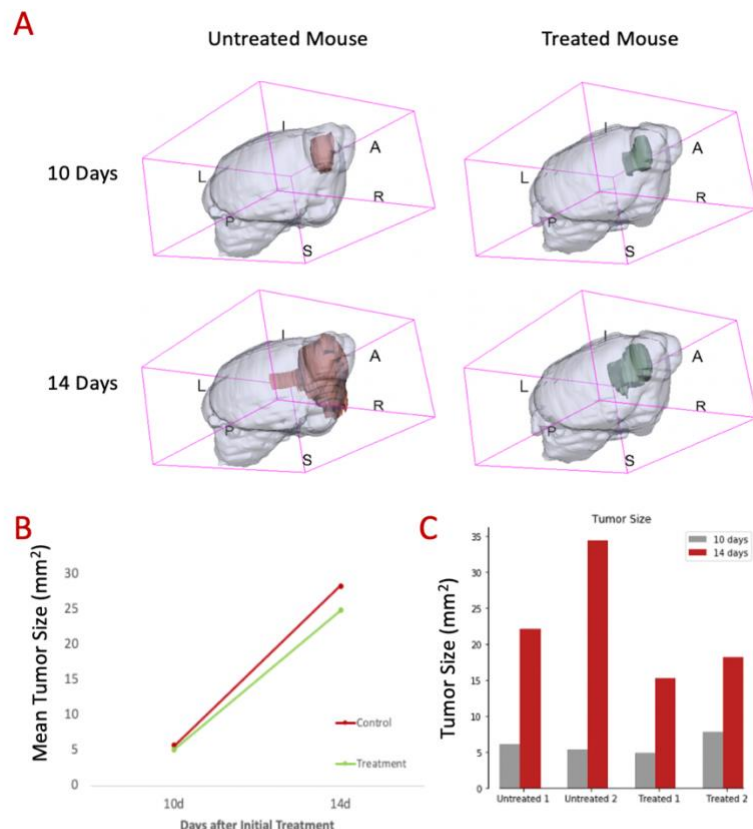 A
Untreated Mouse
Treated Mouse
10 Days
I
A
L
R
P
S
I
A
L
R
P
S
14 Days
I
A
L
R
P
S
I
A
L
R
P
S
B
Mean Tumor Size (mm²)
30
25
20
15
10
5
0
Control
Treatment
10d
14d
Days after Initial Treatment
C
Tumor Size
Tumor Size (mm²)
35
30
25
20
15
10
5
0
10 days
14 days
Untreated 1
Untreated 2
Treated 1
Treated 2